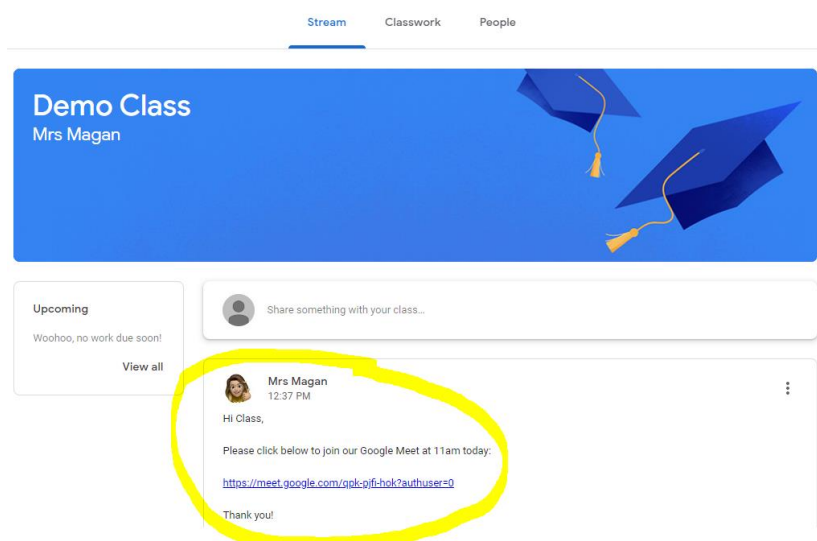 Stream Classwork People
Demo Class
Mrs Magan
Upcoming
Woohoo, no work due soon!
View all
Share something with your class...
Mrs Magan
12:37 PM
Hi Class,
Please click below to join our Google Meet at 11am today:
https://meet.google.com/qpk-pjfi-hok?authuser=0
Thank you!